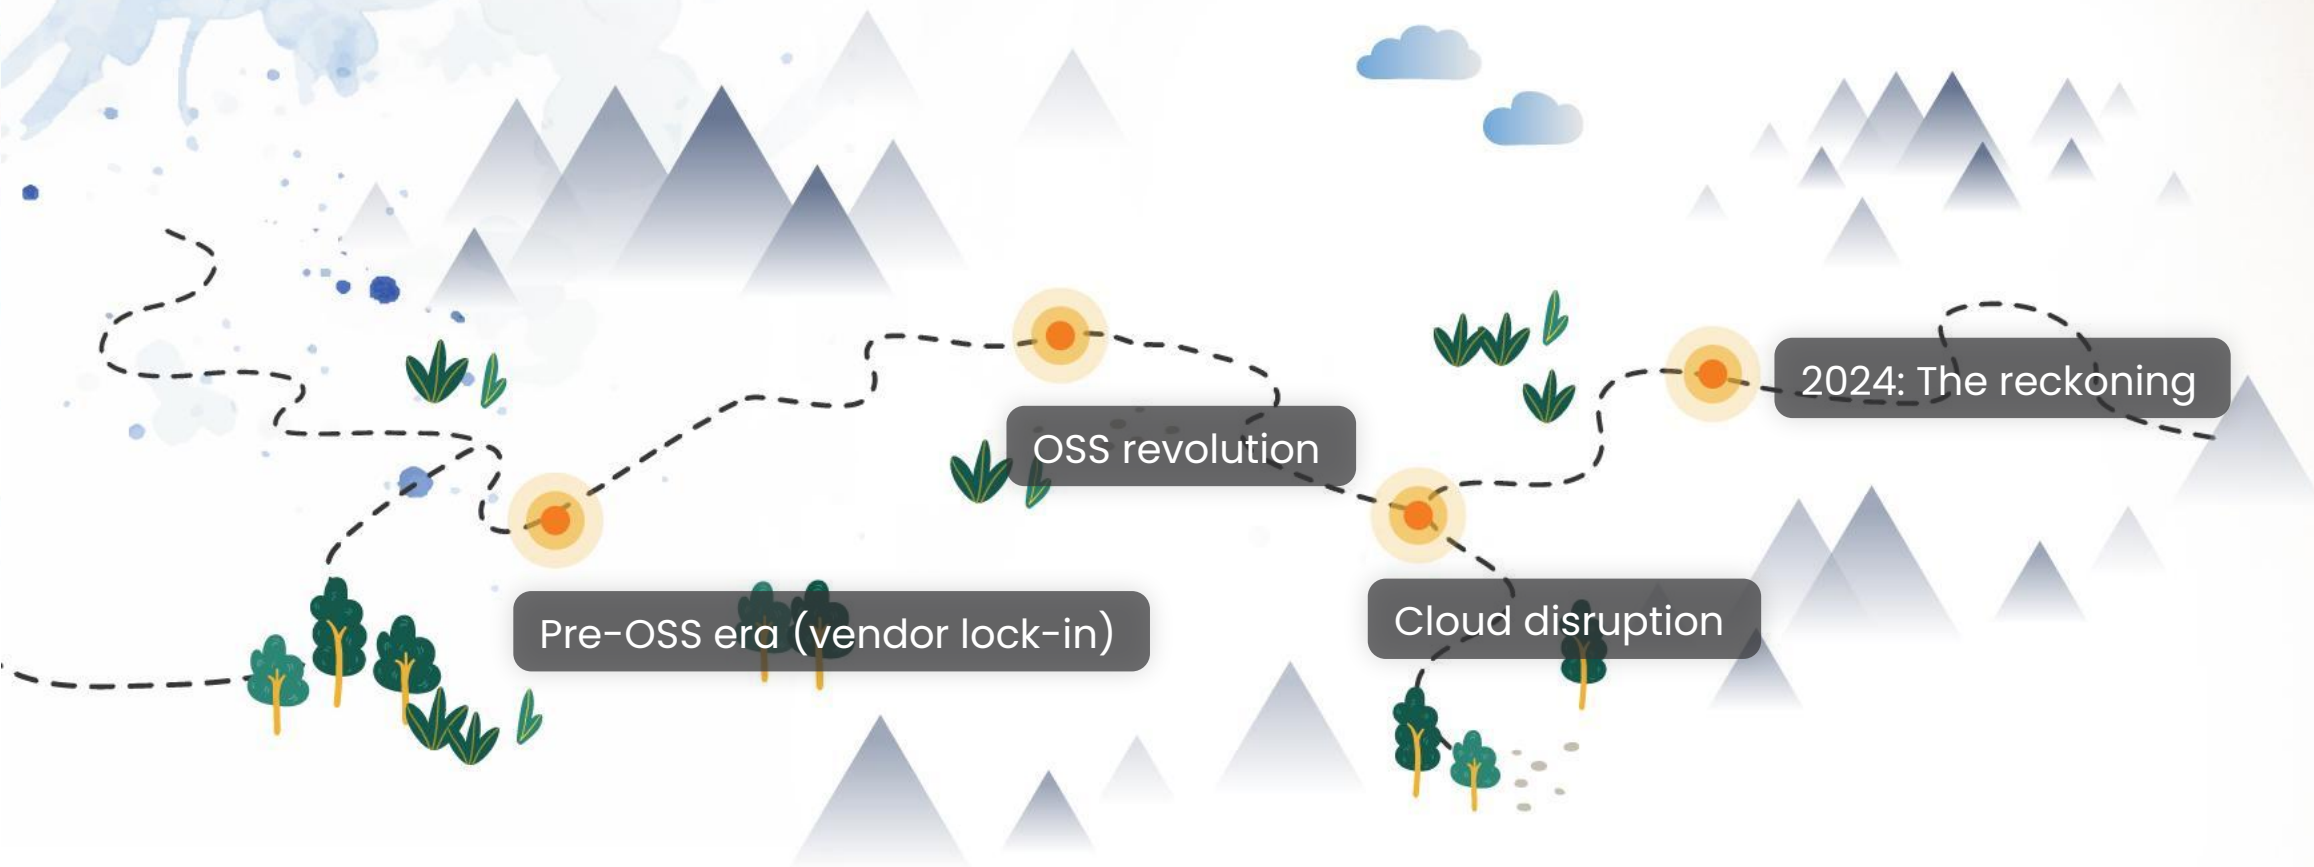 Pre-OSS era (vendor lock-in)
OSS revolution
Cloud disruption
2024: The reckoning